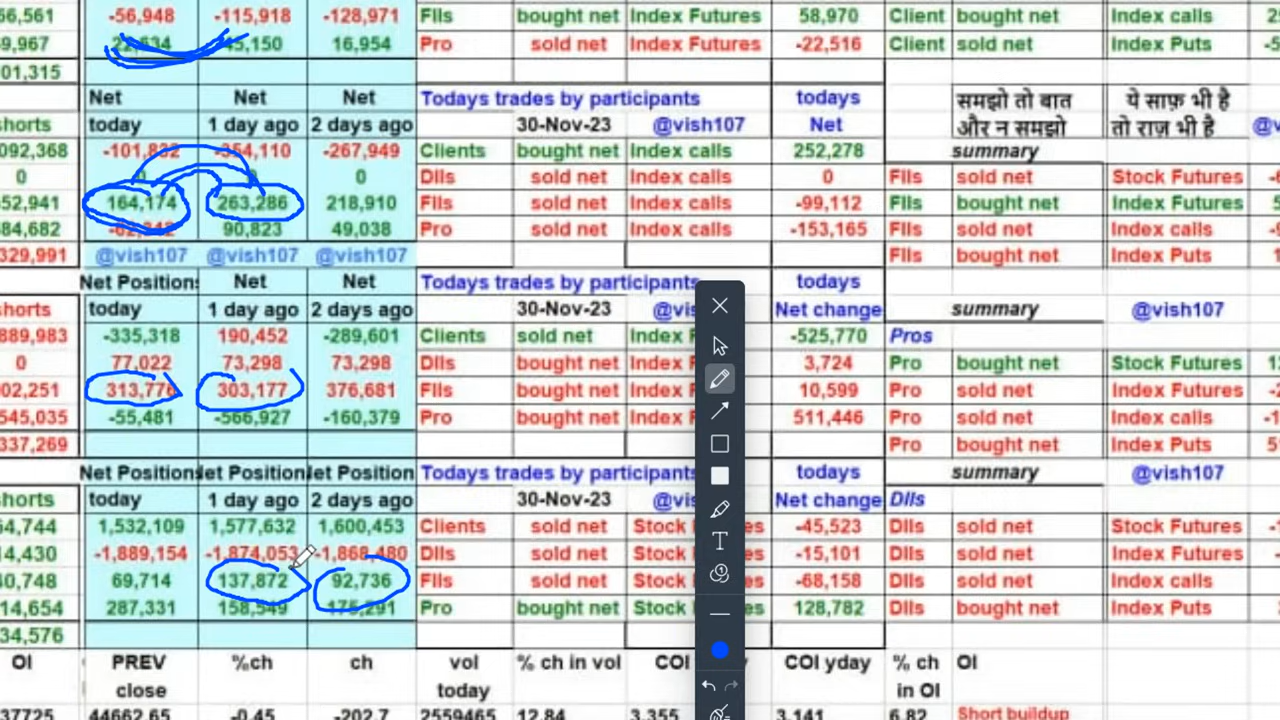 56,561 -56,948 -115,918 -128,971 FIIs bought net Index Futures 58,970 Client bought net Index calls
9,967 45,150 16,954 Pro sold net Index Futures -22,516 Client sold net Index Puts
01,315
Net Net Net Todays trades by participants todays समझो तो बात ये साफ़ भी है
shorts today 1 day ago 2 days ago 30-Nov-23 @vish107 Net और न समझो तो राज़ भी है
092,368 -354,110 -267,949 Clients bought net Index calls 252,278 summary
0 0 DIIs sold net Index calls 0 FIIs sold net Stock Futures
52,941 164,174 263,286 218,910 FIIs sold net Index calls -99,112 FIIs bought net Index Futures
84,682 90,823 49,038 Pro sold net Index calls -153,165 FIIs sold net Index calls
329,991 @vish107 @vish107 @vish107 FIIs bought net Index Puts
Net Positions Net Net Todays trades by participants todays
shorts today 1 day ago 2 days ago 30-Nov-23 @vis Net change summary @vish107
889,983 -335,318 190,452 -289,601 Clients sold net Index -525,770 Pros
0 77,022 73,298 73,298 DIIs bought net Index 3,724 Pro bought net Stock Futures
02,251 303,177 376,681 FIIs bought net Index 10,599 Pro sold net Index Futures
545,035 -55,481 -566,927 -160,379 Pro bought net Index 511,446 Pro sold net Index calls
337,269 Pro bought net Index Puts
Net Positions Net Positions Net Positions Todays trades by participants todays summary @vish107
shorts today 1 day ago 2 days ago 30-Nov-23 @vis Net change DIIs
64,744 1,532,109 1,577,632 1,600,453 Clients sold net Stock -45,523 DIIs sold net Stock Futures
14,430 -1,889,154 -1,874,053 -1,868,480 DIIs sold net Stock -15,101 DIIs sold net Index Futures
40,748 69,714 137,872 92,736 FIIs sold net Stock -68,158 DIIs sold net Index calls
14,654 287,331 158,549 175,291 Pro bought net Stock 128,782 DIIs bought net Index Puts
34,576
OI PREV %ch ch vol % ch in vol COI COI yday % ch OI
close today in OI
37725 44662.65 -0.45 -202.7 2559465 12.84 3,355 3,141 6.82 Short buildup